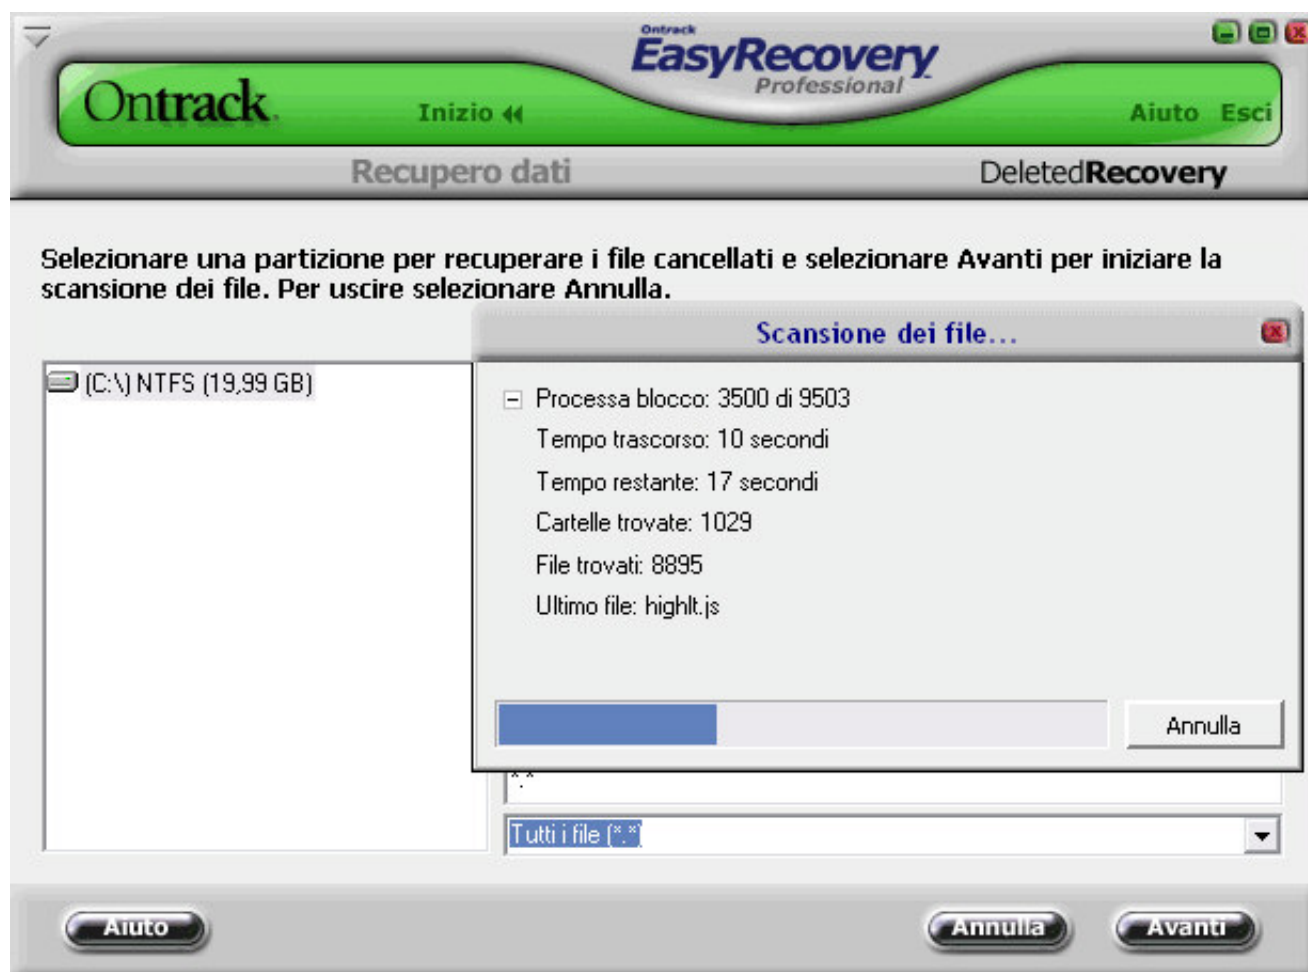 Ontrack
EasyRecovery
Professional
Ontrack.
Inizio
Aiuto Esci
Recupero dati
DeletedRecovery
Selezionare una partizione per recuperare i file cancellati e selezionare Avanti per iniziare la
scansione dei file. Per uscire selezionare Annulla.
Scansione dei file...
(C:\) NTFS (19,99 GB)
Processa blocco: 3500 di 9503
Tempo trascorso: 10 secondi
Tempo restante: 17 secondi
Cartelle trovate: 1029
File trovati: 8895
Ultimo file: highlt.js
Annulla
*.*
Tutti i file (*.*)
Aiuto
Annulla
Avanti